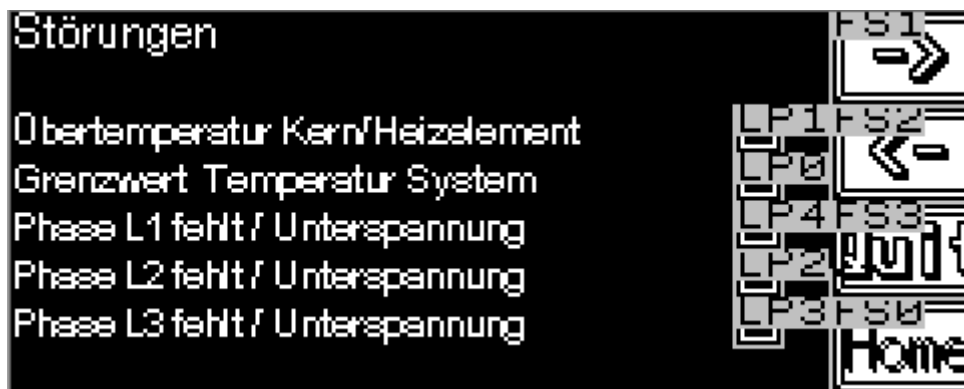 Störungen FS1
->>
Übertemperatur Kern/Heizelement LP1 FS2
<<-
Grenzwert Temperatur System LP0
Phase L1 fehlt / Unterspannung LP4 FS3
Quit
Phase L2 fehlt / Unterspannung LP2
Phase L3 fehlt / Unterspannung LP3 FS0
Home